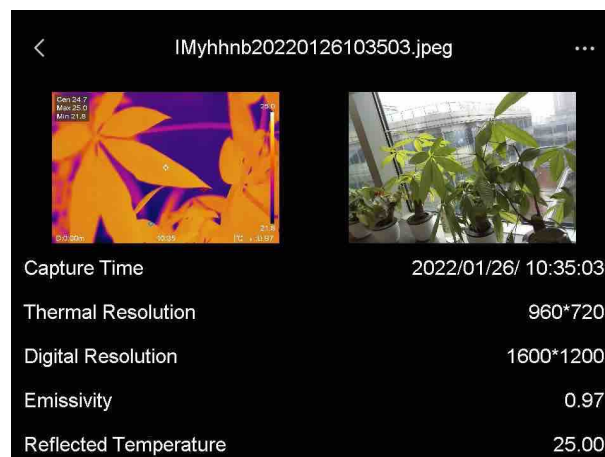 IMyhhnb20220126103503.jpeg
Cen 24.7
Max 25.0
Min 21.8
25.0
21.8
10:35
Capture Time 2022/01/26/ 10:35:03
Thermal Resolution 960*720
Digital Resolution 1600*1200
Emissivity 0.97
Reflected Temperature 25.00